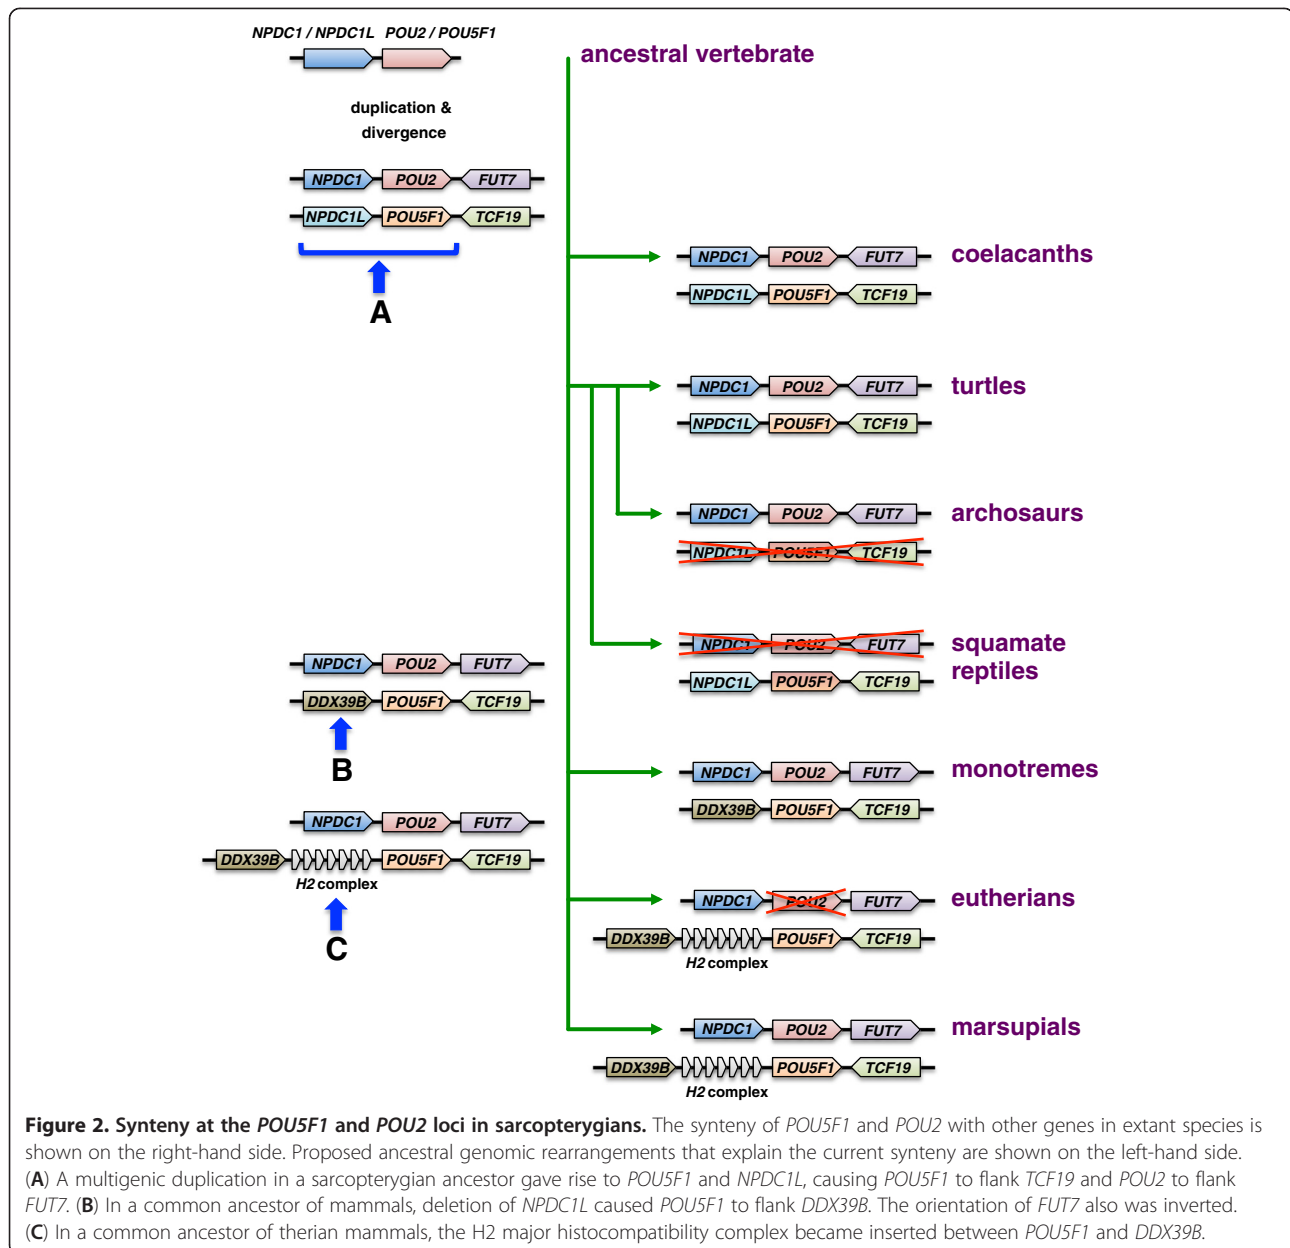 NPDC1 / NPDC1L POU2 / POU5F1
ancestral vertebrate
duplication &
divergence
NPDC1 POU2 FUT7
NPDC1L POU5F1 TCF19
A
NPDC1 POU2 FUT7 coelacanths
NPDC1L POU5F1 TCF19
NPDC1 POU2 FUT7 turtles
NPDC1L POU5F1 TCF19
NPDC1 POU2 FUT7 archosaurs
NPDC1L POU5F1 TCF19
NPDC1 POU2 FUT7 squamate
reptiles
NPDC1L POU5F1 TCF19
NPDC1 POU2 FUT7
DDX39B POU5F1 TCF19
B
NPDC1 POU2 FUT7 monotremes
DDX39B POU5F1 TCF19
NPDC1 POU2 FUT7
DDX39B POU5F1 TCF19
H2 complex
C
NPDC1 POU2 FUT7 eutherians
DDX39B POU5F1 TCF19
H2 complex
NPDC1 POU2 FUT7 marsupials
DDX39B POU5F1 TCF19
H2 complex
Figure 2. Synteny at the POU5F1 and POU2 loci in sarcopterygians. The synteny of POU5F1 and POU2 with other genes in extant species is
shown on the right-hand side. Proposed ancestral genomic rearrangements that explain the current synteny are shown on the left-hand side.
(A) A multigenic duplication in a sarcopterygian ancestor gave rise to POU5F1 and NPDC1L, causing POU5F1 to flank TCF19 and POU2 to flank
FUT7. (B) In a common ancestor of mammals, deletion of NPDC1L caused POU5F1 to flank DDX39B. The orientation of FUT7 also was inverted.
(C) In a common ancestor of therian mammals, the H2 major histocompatibility complex became inserted between POU5F1 and DDX39B.